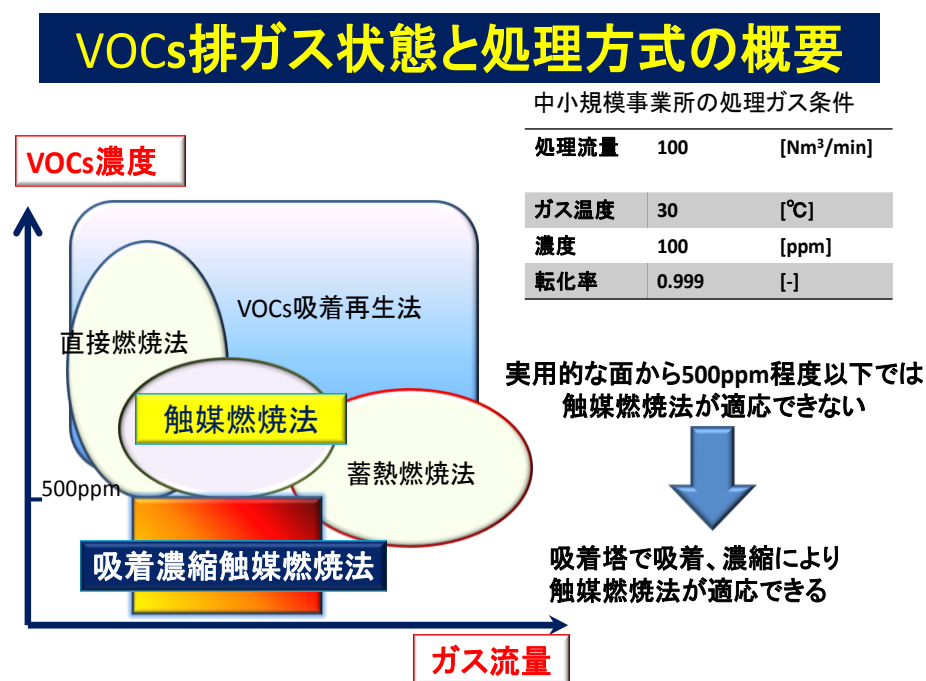 VOCs排ガス状態と処理方式の概要
中小規模事業所の処理ガス条件
処理流量 100 [Nm³/min]
ガス温度 30 [℃]
濃度 100 [ppm]
転化率 0.999 [-]
VOCs濃度
VOCs吸着再生法
直接燃焼法
触媒燃焼法
蓄熱燃焼法
500ppm
吸着濃縮触媒燃焼法
ガス流量
実用的な面から500ppm程度以下では
触媒燃焼法が適応できない
吸着塔で吸着、濃縮により
触媒燃焼法が適応できる